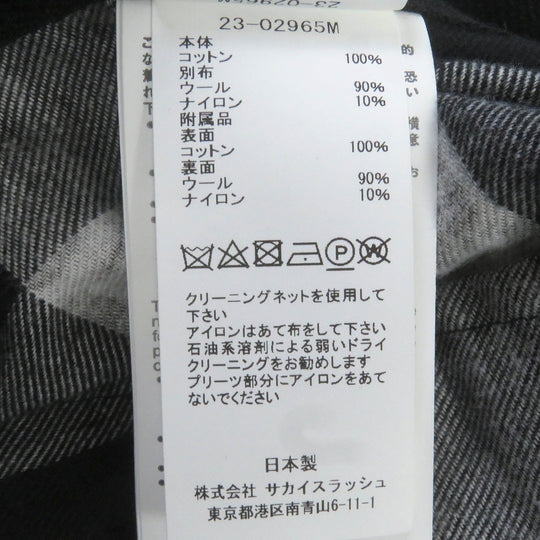 23-02965M
23-02965M
本体
コットン 100%
別布
ウール 90%
ナイロン 10%
附属品
表面
コットン 100%
裏面
ウール 90%
ナイロン 10%
P
W
クリーニングネットを使用して
下さい
アイロンはあて布をして下さい
石油系溶剤による弱いドライ
クリーニングをお勧めします
プリーツ部分にアイロンをあて
ないでください
日本製
株式会社 サカイスラッシュ
東京都港区南青山6-11-1